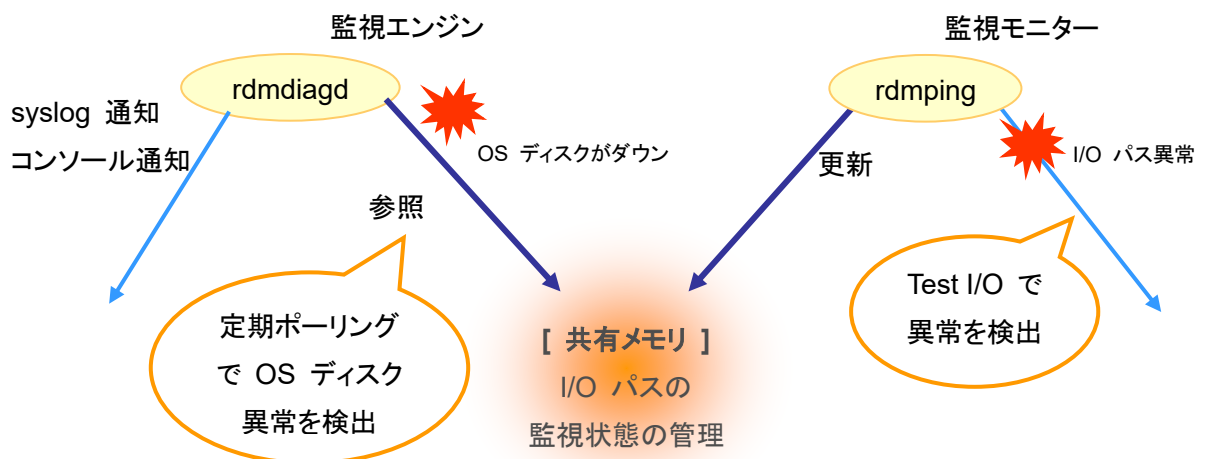 監視エンジン
監視モニター
rdmdiagd
rdmping
syslog 通知
コンソール通知
OS ディスクがダウン
参照
更新
I/O パス異常
定期ポーリング
で OS ディスク
異常を検出
[ 共有メモリ ]
I/O パスの
監視状態の管理
Test I/O で
異常を検出